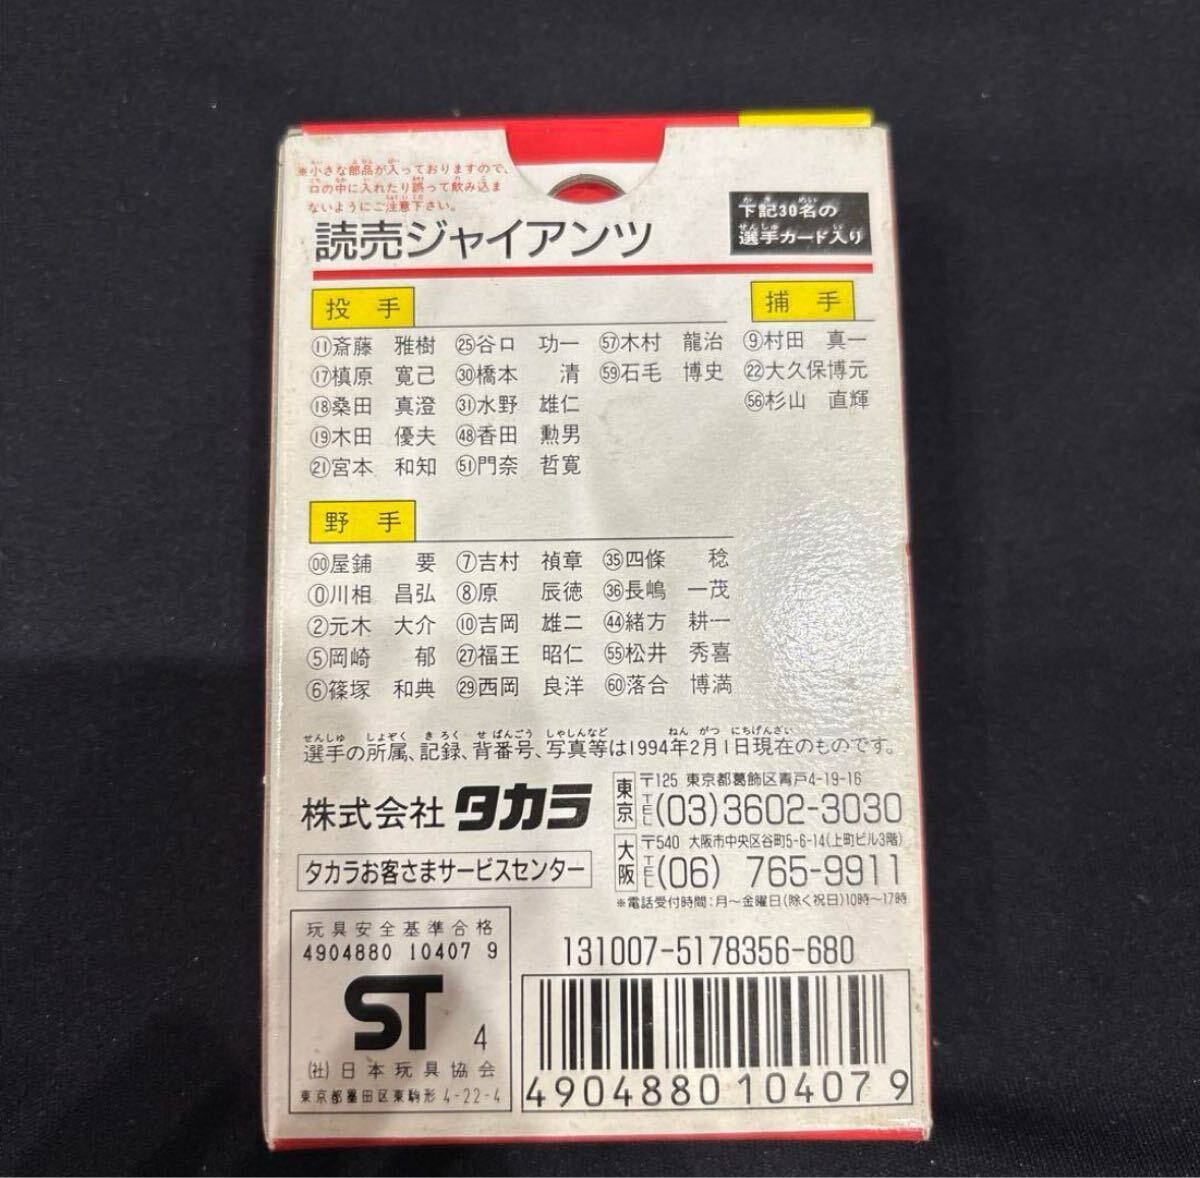 ※小さな部品が入っておりますので、
口の中に入れたり誤って飲み込ま
ないようにご注意下さい。
読売ジャイアンツ
下記30名の
選手カード入り
投 手
⑪斎藤 雅樹 ㉕谷口 功一 57木村 龍治
⑰槙原 寛己 ㉚橋本 清 59石毛 博史
⑱桑田 真澄 ㉛水野 雄仁
⑲木田 優夫 ㊽香田 勲男
㉑宮本 和知 51門奈 哲寛
捕 手
⑨村田 真一
㉒大久保博元
56杉山 直輝
野 手
00屋鋪 要 ⑦吉村 禎章 ㉟四條 稔
⓪川相 昌弘 ⑧原 辰徳 ㊱長嶋 一茂
②元木 大介 ⑩吉岡 雄二 ㊹緒方 耕一
⑤岡崎 郁 ㉗福王 昭仁 55松井 秀喜
⑥篠塚 和典 ㉙西岡 良洋 60落合 博満
選手の所属、記録、背番号、写真等は1994年2月1日現在のものです。
株式会社 タカラ
タカラお客さまサービスセンター
東京 〒125 東京都葛飾区青戸4-19-16
TEL(03)3602-3030
大阪 〒540 大阪市中央区谷町5-6-14(上町ビル3階)
TEL(06) 765-9911
※電話受付時間:月〜金曜日(除く祝日)10時〜17時
玩具安全基準合格
4904880 10407 9
ST 4
(社)日本玩具協会
東京都墨田区東駒形 4-22-4
131007-5178356-680
4904880104079